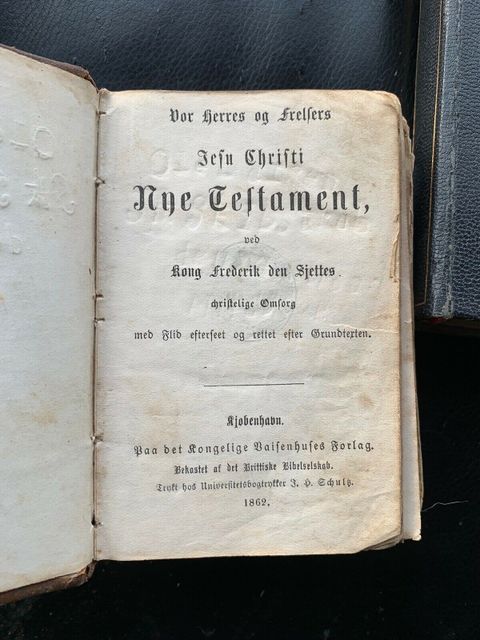 Vor Herres og Frelsers
Jesu Christi
Nye Testament,
ved
Kong Frederik den Sjettes
christelige Omsorg
med Flid efterseet og rettet efter Grundtexten.
Kjøbenhavn.
Paa det Kongelige Vaisenhuses Forlag.
Bekostet af det Brittiske Bibelselskab.
Trykt hos Universitetsbogtrykker J. H. Schultz.
1862.